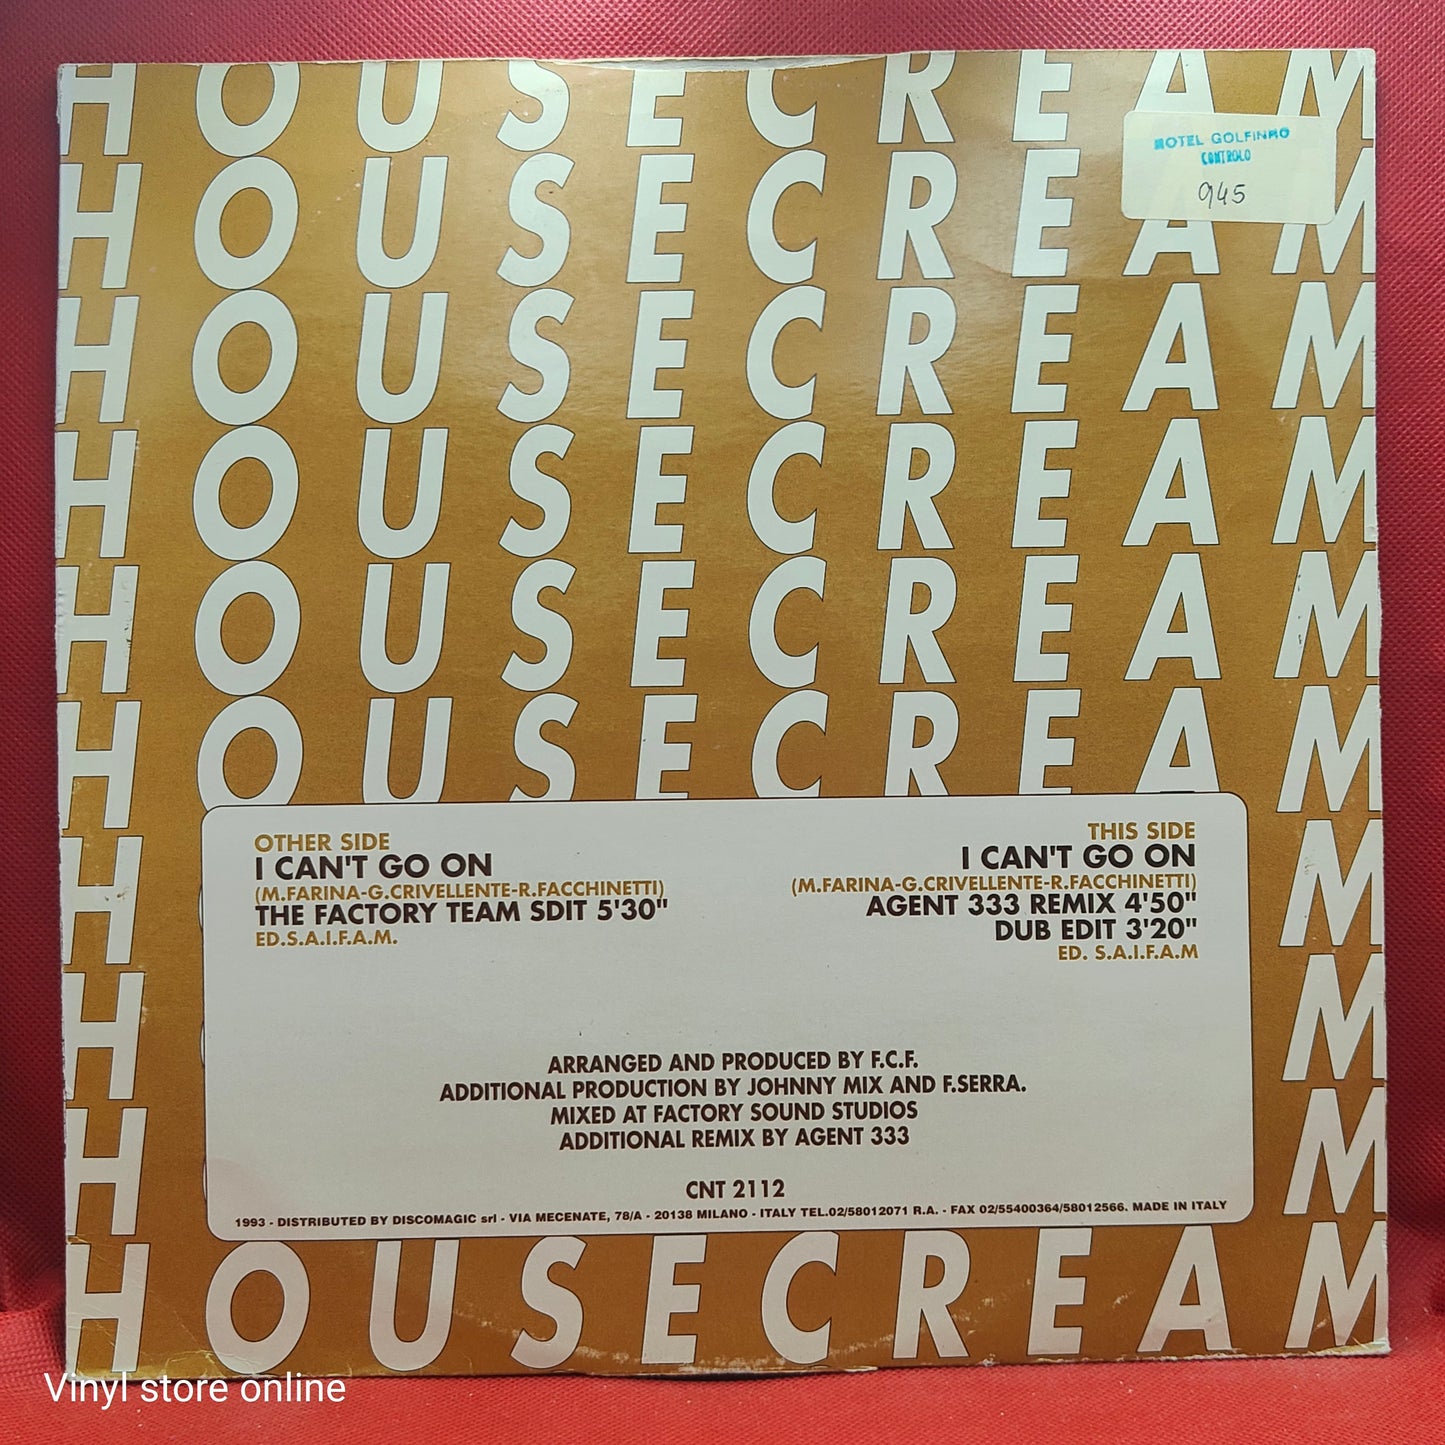 HOUSECREAM
HOTEL GOLFINHO
CONTROLO
945
HOUSECREAM
HOUSECREAM
HOUSECREAM
HOUSECREAM
HOUSECREAM
H M
H M
H M
OTHER SIDE
I CAN'T GO ON
(M.FARINA-G.CRIVELLENTE-R.FACCHINETTI)
THE FACTORY TEAM SDIT 5'30"
ED.S.A.I.F.A.M.
THIS SIDE
I CAN'T GO ON
(M.FARINA-G.CRIVELLENTE-R.FACCHINETTI)
AGENT 333 REMIX 4'50"
DUB EDIT 3'20"
ED. S.A.I.F.A.M
ARRANGED AND PRODUCED BY F.C.F.
ADDITIONAL PRODUCTION BY JOHNNY MIX AND F.SERRA.
MIXED AT FACTORY SOUND STUDIOS
ADDITIONAL REMIX BY AGENT 333
CNT 2112
1993 - DISTRIBUTED BY DISCOMAGIC srl - VIA MECENATE, 78/A - 20138 MILANO - ITALY TEL.02/58012071 R.A. - FAX 02/55400364/58012566. MADE IN ITALY
HOUSECREAM
Vinyl store online